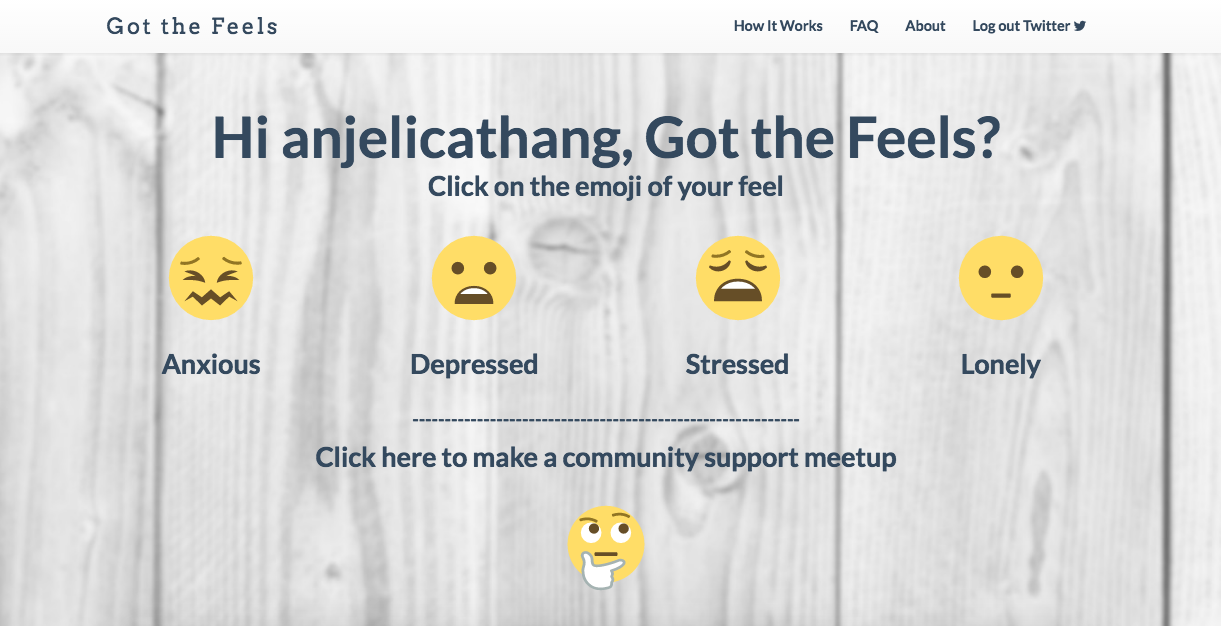 Got the Feels
How It Works FAQ About Log out Twitter
Hi anjelicathang, Got the Feels?
Click on the emoji of your feel
Anxious Depressed Stressed Lonely
------------------------------------------------------------
Click here to make a community support meetup